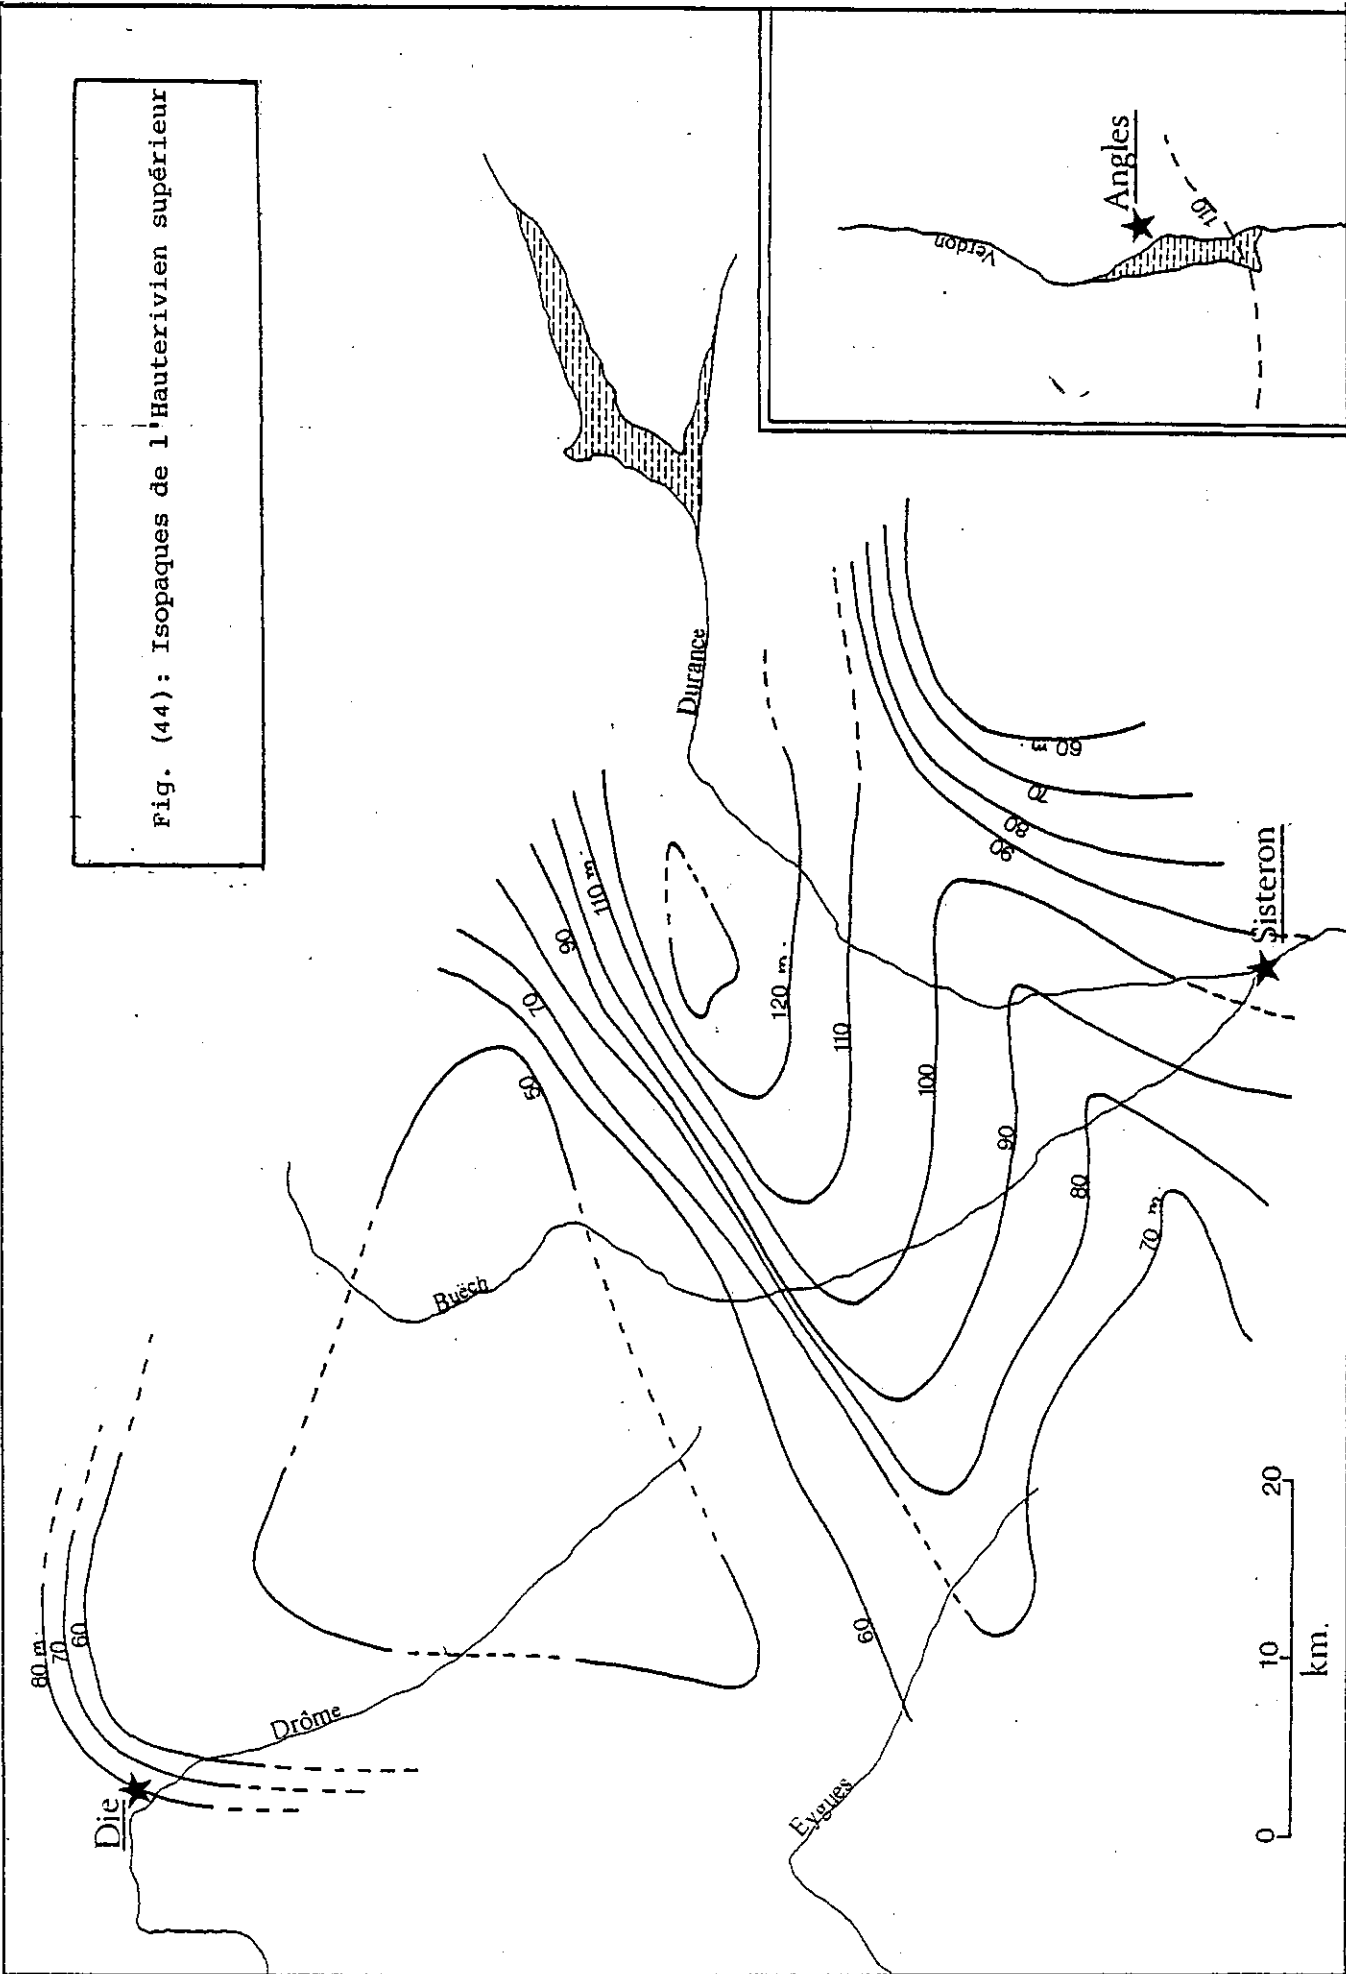 Fig. (44): Isopaques de l'Hauterivien supérieur
Die
80 m.
70
60
Drôme
Buëch
50
70
90
110 m.
120 m.
110
100
90
80
70 m.
60
Eygues
Durance
60 m.
70
80
90
Sisteron
Verdon
Angles
110
0 10 20
km.